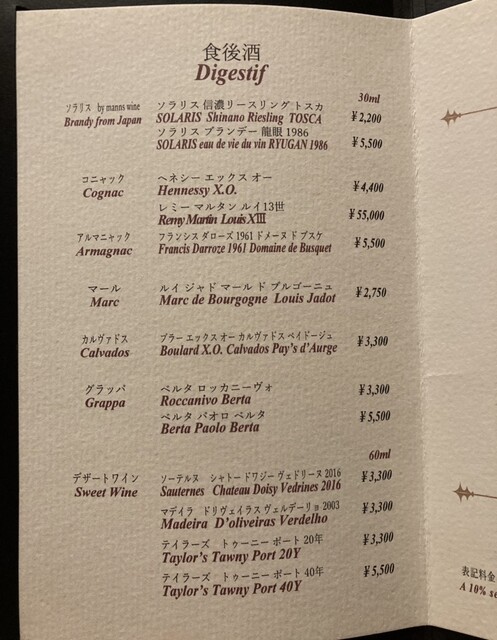 食後酒
Digestif
30ml
ソラリス by manns wine ソラリス 信濃リースリング トスカ
Brandy from Japan SOLARIS Shinano Riesling TOSCA ¥2,200
ソラリス ブランデー 龍眼 1986
SOLARIS eau de vie du vin RYUGAN 1986 ¥5,500
コニャック ヘネシー エックス オー
Cognac Hennessy X.O. ¥4,400
レミー マルタン ルイ13世
Remy Martin Louis XIII ¥55,000
アルマニャック フランシス ダローズ 1961 ドメーヌ ド ブスケ
Armagnac Francis Darroze 1961 Domaine de Busquet ¥5,500
マール ルイ ジャド マール ド ブルゴーニュ
Marc Marc de Bourgogne Louis Jadot ¥2,750
カルヴァドス ブラー エックス オー カルヴァドス ペイドージュ
Calvados Boulard X.O. Calvados Pay's d'Aurge ¥3,300
グラッパ ベルタ ロッカニーヴォ
Grappa Roccanivo Berta ¥3,300
ベルタ パオロ ベルタ
Berta Paolo Berta ¥5,500
60ml
デザートワイン ソーテルヌ シャトー ドワジー ヴェドリーヌ 2016
Sweet Wine Sauternes Chateau Doisy Vedrines 2016 ¥3,300
マデイラ ドリヴェイラス ヴェルデーリョ 2003
Madeira D'oliveiras Verdelho ¥3,300
テイラーズ トゥーニー ポート 20年
Taylor's Tawny Port 20Y ¥3,300
テイラーズ トゥーニー ポート 40年
Taylor's Tawny Port 40Y ¥5,500
表記料金
A 10% se